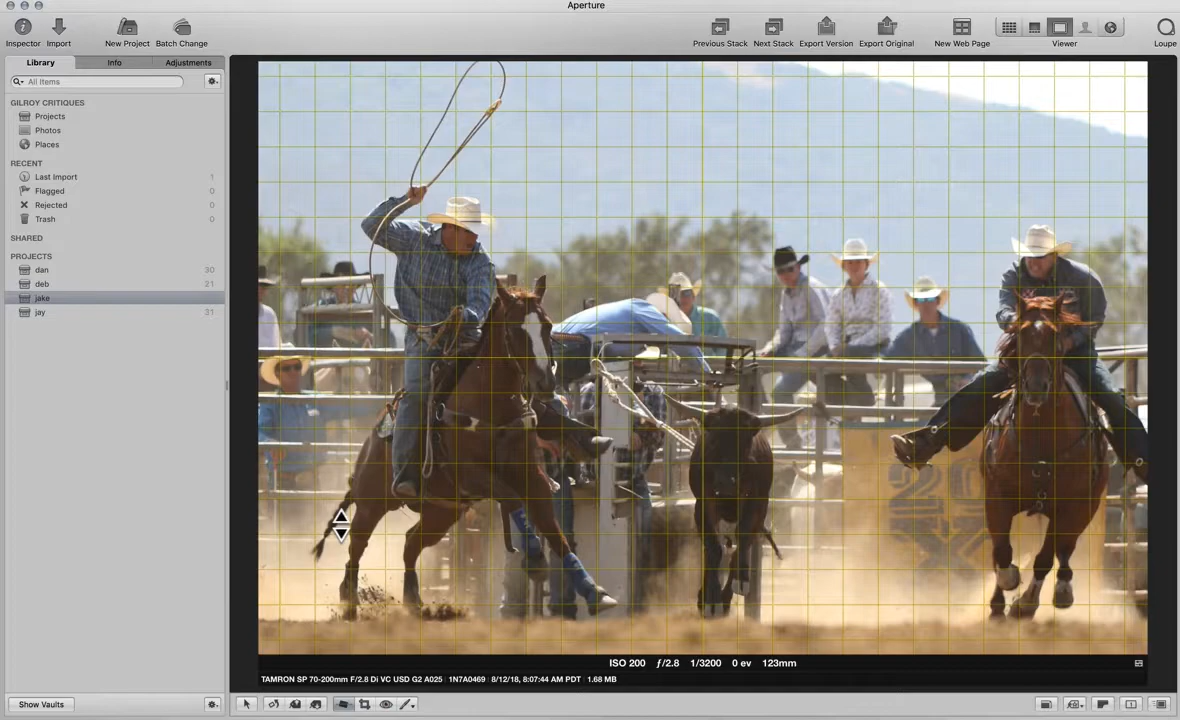 Aperture
Inspector Import New Project Batch Change Previous Stack Next Stack Export Version Export Original New Web Page Viewer Loupe
Library Info Adjustments
All Items
GILROY CRITIQUES
Projects
Photos
Places
RECENT
Last Import 1
Flagged 0
Rejected 0
Trash 0
SHARED
PROJECTS
dan 30
deb 21
jake
jay 31
ISO 200 ƒ/2.8 1/3200 0 ev 123mm
TAMRON SP 70-200mm F/2.8 Di VC USD G2 A025 1N7A0469 8/12/18, 8:07:44 AM PDT 1.68 MB
Show Vaults